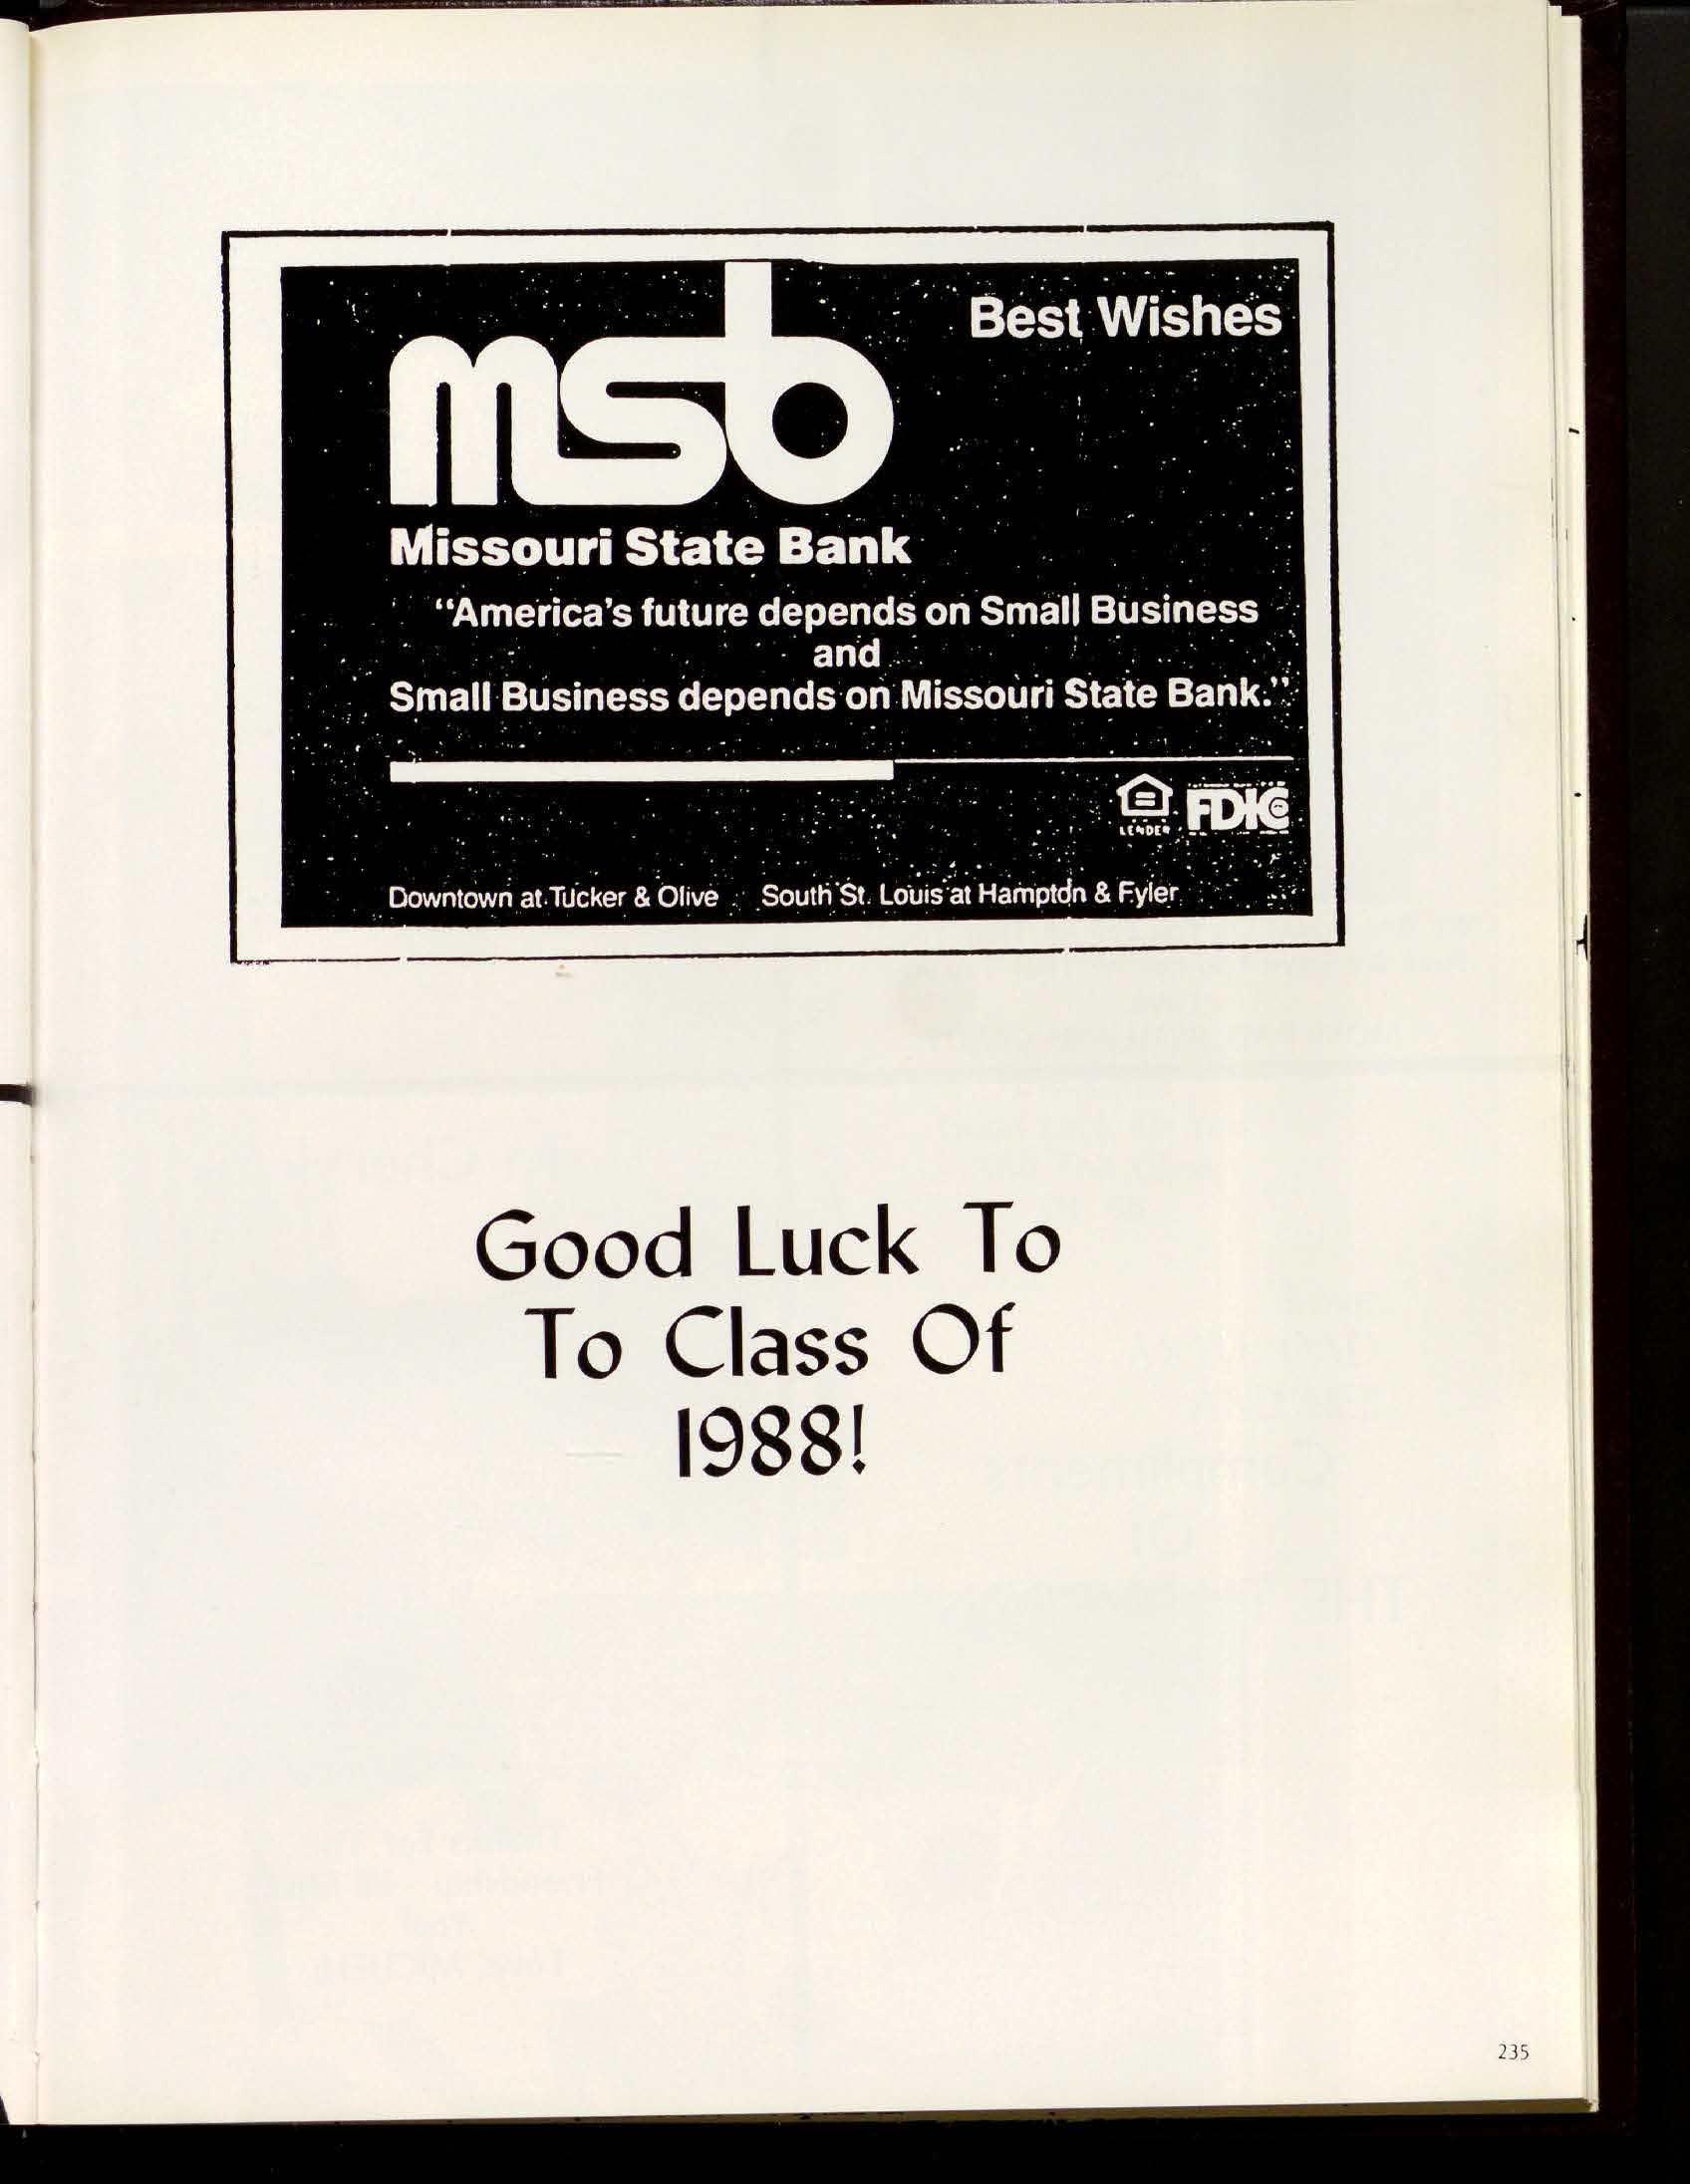 Best Wishes
msb
Missouri State Bank
“America's future depends on Small Business
and
Small Business depends on Missouri State Bank.”
LENDER
FDIC
Downtown at Tucker & Olive South St. Louis at Hampton & Fyler
Good Luck To
To Class Of
1988!
235